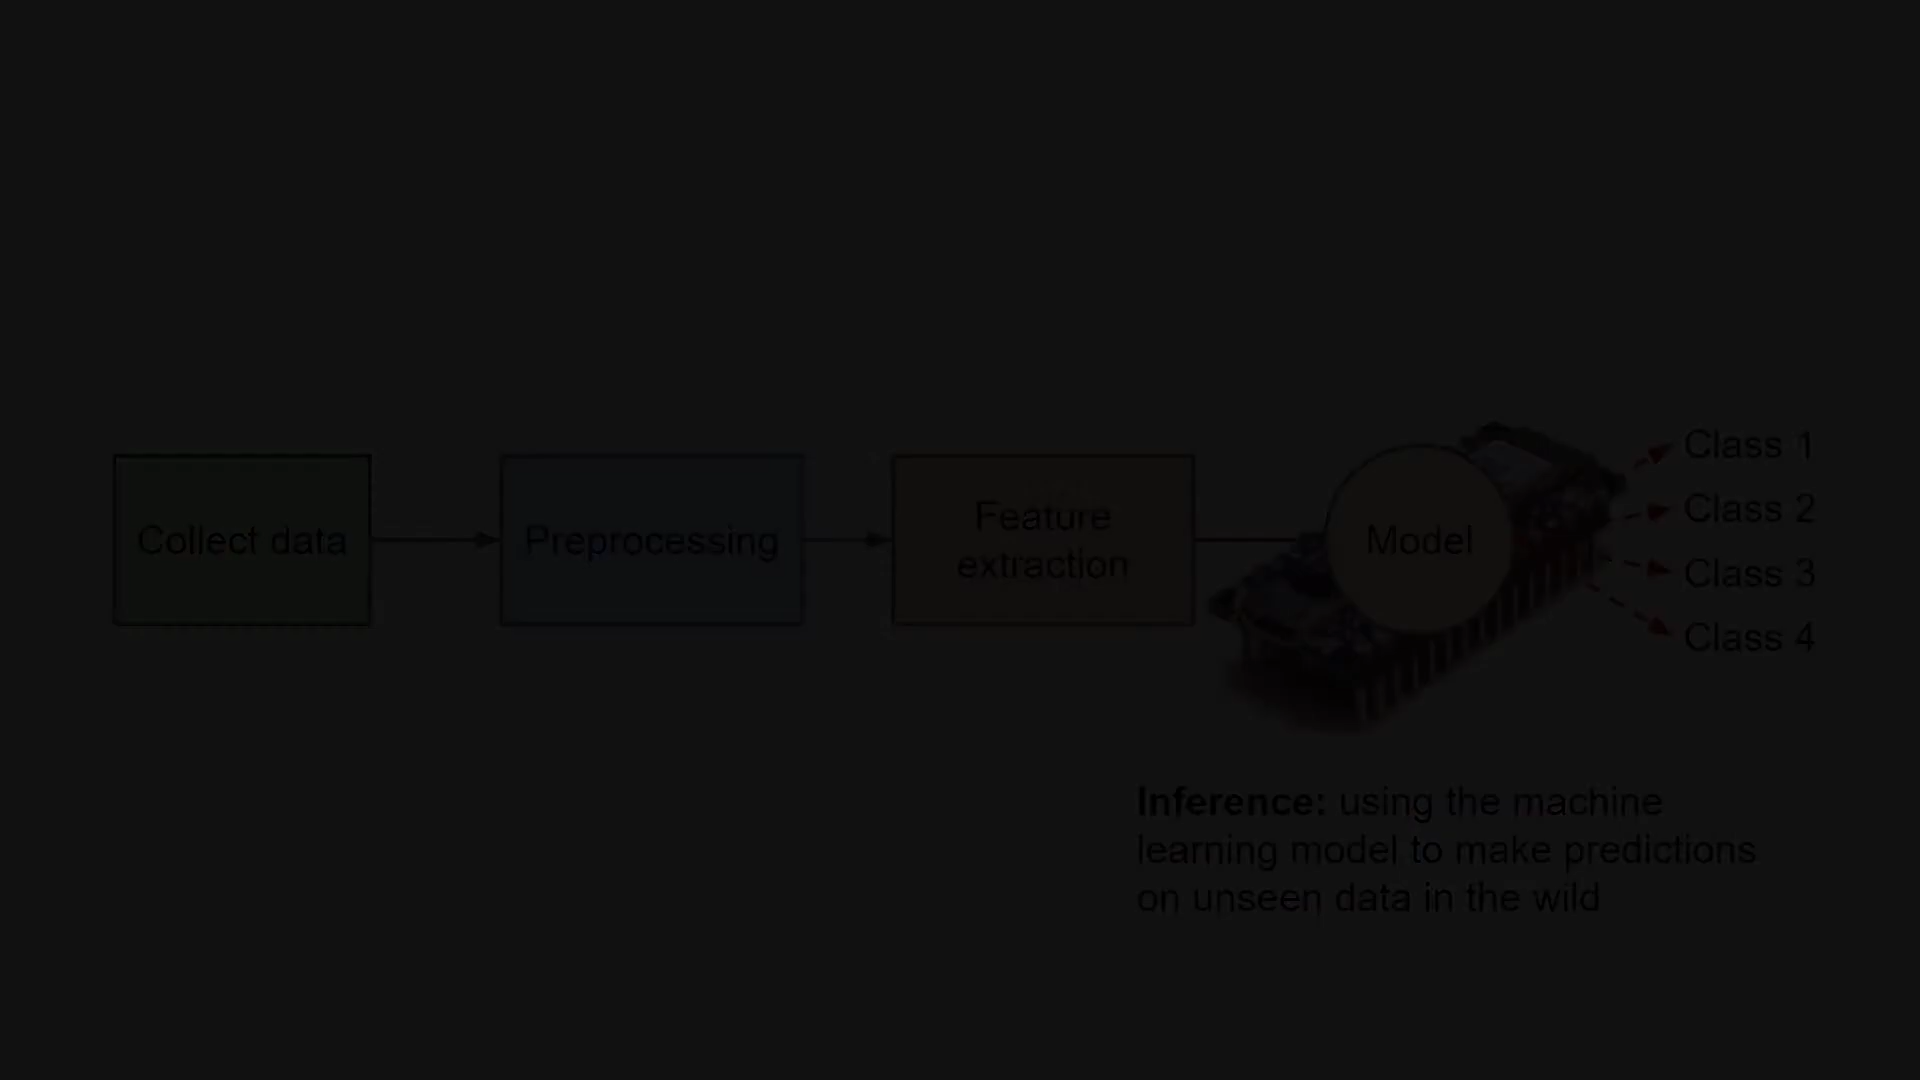 Collect data
Preprocessing
Feature
extraction
Model
Class 1
Class 2
Class 3
Class 4
Inference: using the machine
learning model to make predictions
on unseen data in the wild